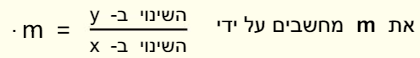 את m מחשבים על ידי השינוי ב- y / השינוי ב- x = m .